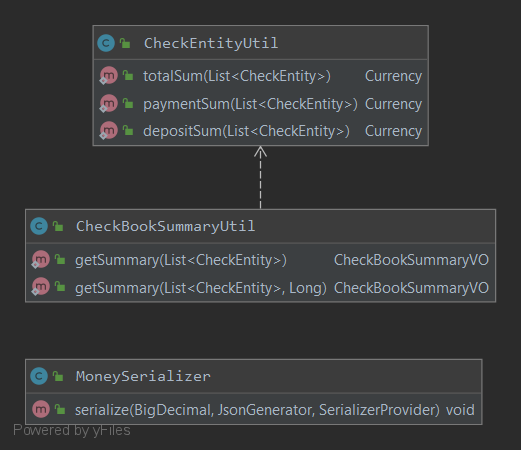 CheckEntityUtil
totalSum(List<CheckEntity>) Currency
paymentSum(List<CheckEntity>) Currency
depositSum(List<CheckEntity>) Currency
CheckBookSummaryUtil
getSummary(List<CheckEntity>) CheckBookSummaryVO
getSummary(List<CheckEntity>, Long) CheckBookSummaryVO
MoneySerializer
serialize(BigDecimal, JsonGenerator, SerializerProvider) void
Powered by yFiles